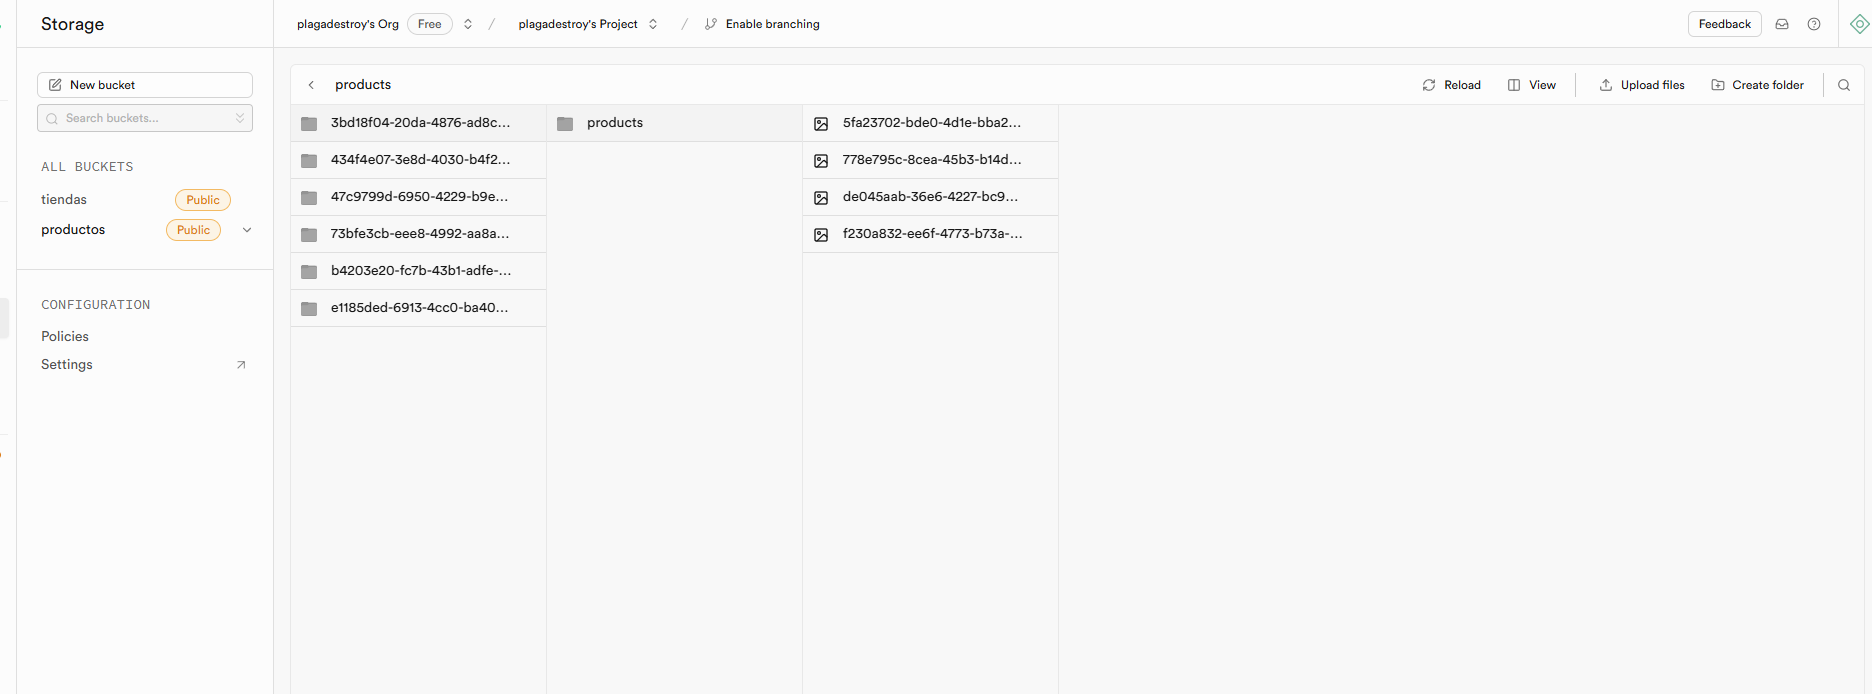 Storage
plagadestroy's Org Free / plagadestroy's Project / Enable branching
Feedback
New bucket
Search buckets...
ALL BUCKETS
tiendas Public
productos Public
CONFIGURATION
Policies
Settings
products
Reload View Upload files Create folder
3bd18f04-20da-4876-ad8c...
434f4e07-3e8d-4030-b4f2...
47c9799d-6950-4229-b9e...
73bfe3cb-eee8-4992-aa8a...
b4203e20-fc7b-43b1-adfe-...
e1185ded-6913-4cc0-ba40...
products
5fa23702-bde0-4d1e-bba2...
778e795c-8cea-45b3-b14d...
de045aab-36e6-4227-bc9...
f230a832-ee6f-4773-b73a-...